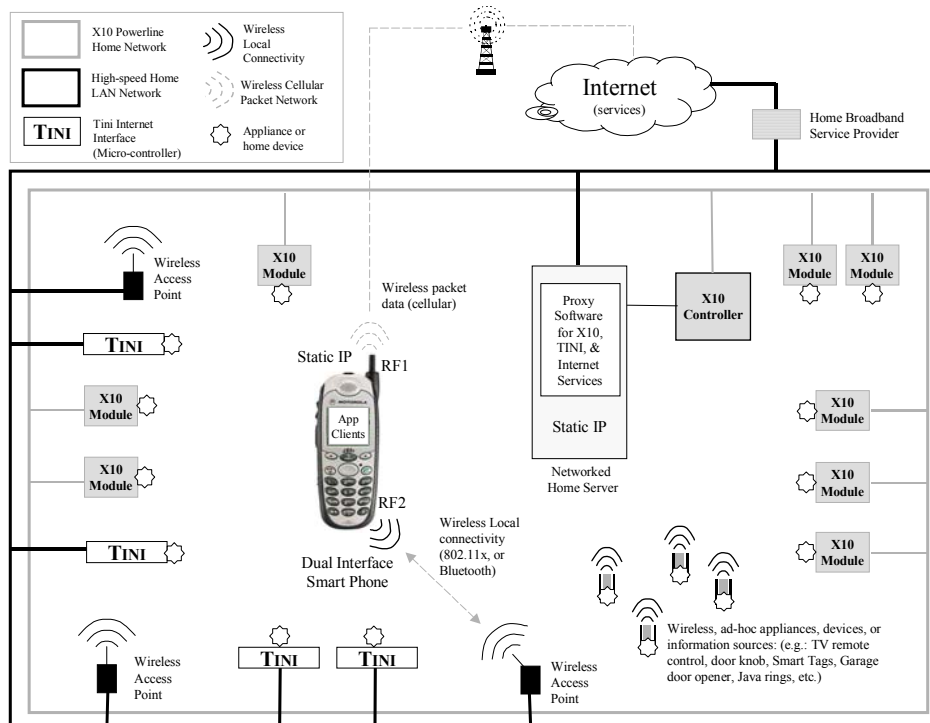 X10 Powerline
Home Network
Wireless
Local
Connectivity
High-speed Home
LAN Network
Wireless Cellular
Packet Network
TINI
Tini Internet
Interface
(Micro-controller)
Appliance or
home device
Internet
(services)
Home Broadband
Service Provider
Wireless
Access
Point
X10
Module
Wireless packet
data (cellular)
Proxy
Software
for X10,
TINI, &
Internet
Services
Static IP
Networked
Home Server
X10
Controller
X10
Module
X10
Module
TINI
X10
Module
X10
Module
TINI
Static IP
RF1
MOTOROLA
App
Clients
RF2
Dual Interface
Smart Phone
Wireless Local
connectivity
(802.11x, or
Bluetooth)
X10
Module
X10
Module
X10
Module
Wireless, ad-hoc appliances, devices, or
information sources: (e.g.: TV remote
control, door knob, Smart Tags, Garage
door opener, Java rings, etc.)
Wireless
Access
Point
TINI
TINI
Wireless
Access
Point